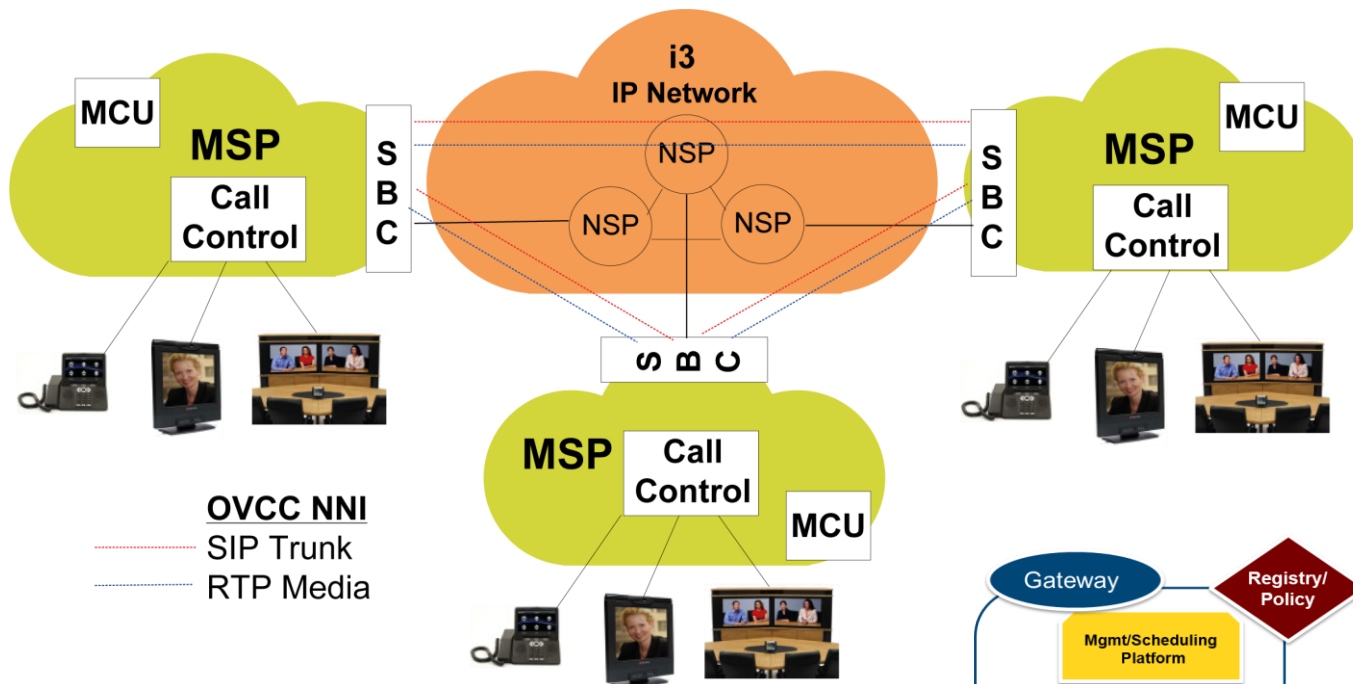 i3
IP Network
MCU
MSP
Call
Control
S
B
C
NSP
NSP
NSP
S
B
C
MCU
MSP
Call
Control
S B C
MSP
Call
Control
MCU
OVCC NNI
SIP Trunk
RTP Media
Gateway
Registry/
Policy
Mgmt/Scheduling
Platform